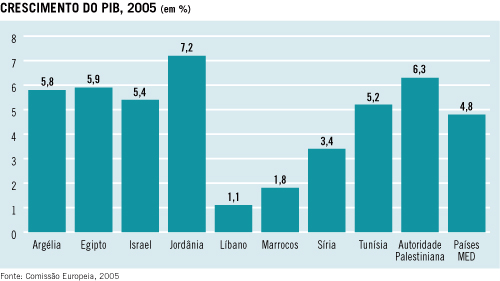 CRESCIMENTO DO PIB, 2005 (em %)
8
7
6
5
4
3
2
1
0
5,8
5,9
5,4
7,2
1,1
1,8
3,4
5,2
6,3
4,8
Argélia
Egipto
Israel
Jordânia
Líbano
Marrocos
Síria
Tunísia
Autoridade
Palestiniana
Países
MED
Fonte: Comissão Europeia, 2005